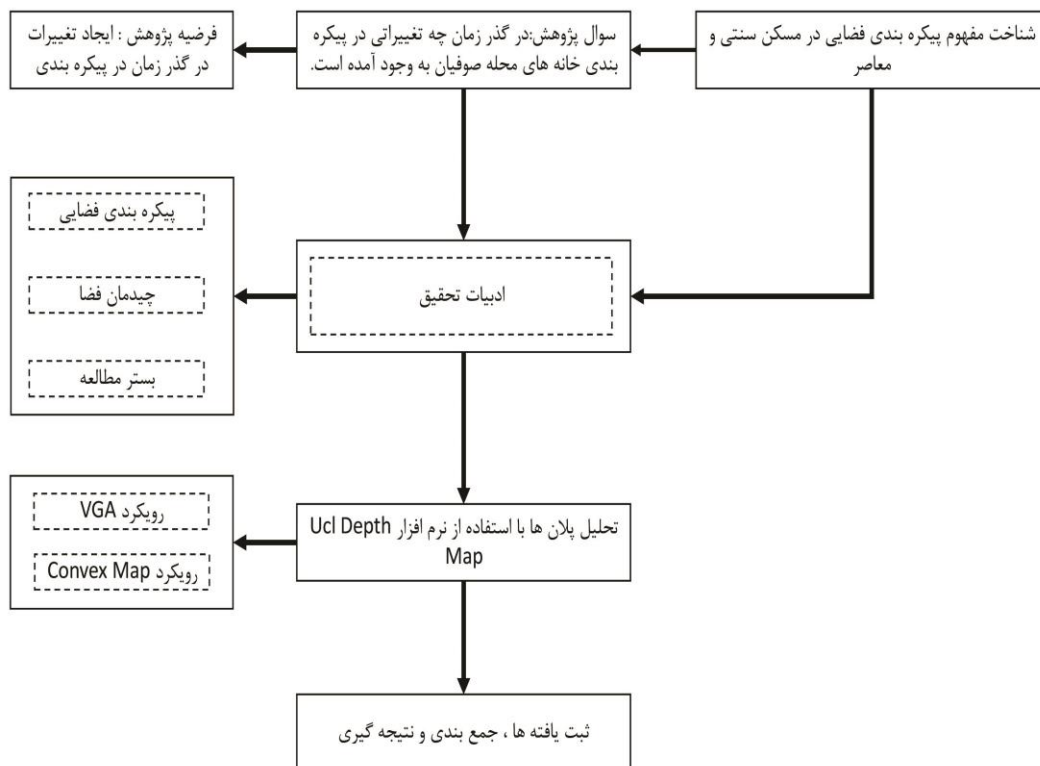 شناخت مفهوم پیکره بندی فضایی در مسکن سنتی و
معاصر
سوال پژوهش:در گذر زمان چه تغییراتی در پیکره
بندی خانه های محله صوفیان به وجود آمده است.
فرضیه پژوهش : ایجاد تغییرات
در گذر زمان در پیکره بندی
ادبیات تحقیق
پیکره بندی فضایی
چیدمان فضا
بستر مطالعه
تحلیل پلان ها با استفاده از نرم افزار Ucl Depth
Map
رویکرد VGA
رویکرد Convex Map
ثبت یافته ها ، جمع بندی و نتیجه گیری